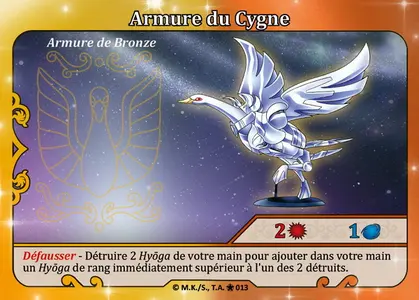 Armure du Cygne
Armure de Bronze
2 1
Défausser - Détruire 2 Hyōga de votre main pour ajouter dans votre main
un Hyōga de rang immédiatement supérieur à l'un des 2 détruits.
© M.K./S., T.A. ★ 013